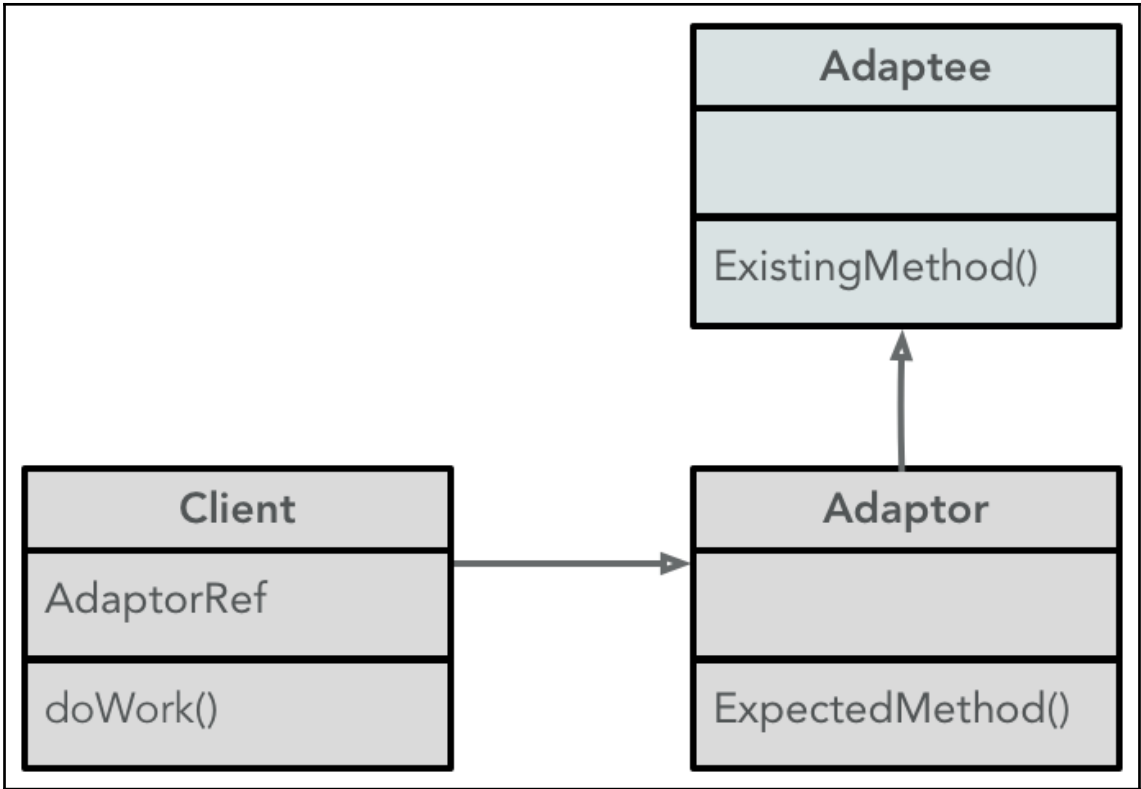 Adaptee
ExistingMethod()
Client
AdaptorRef
doWork()
Adaptor
ExpectedMethod()